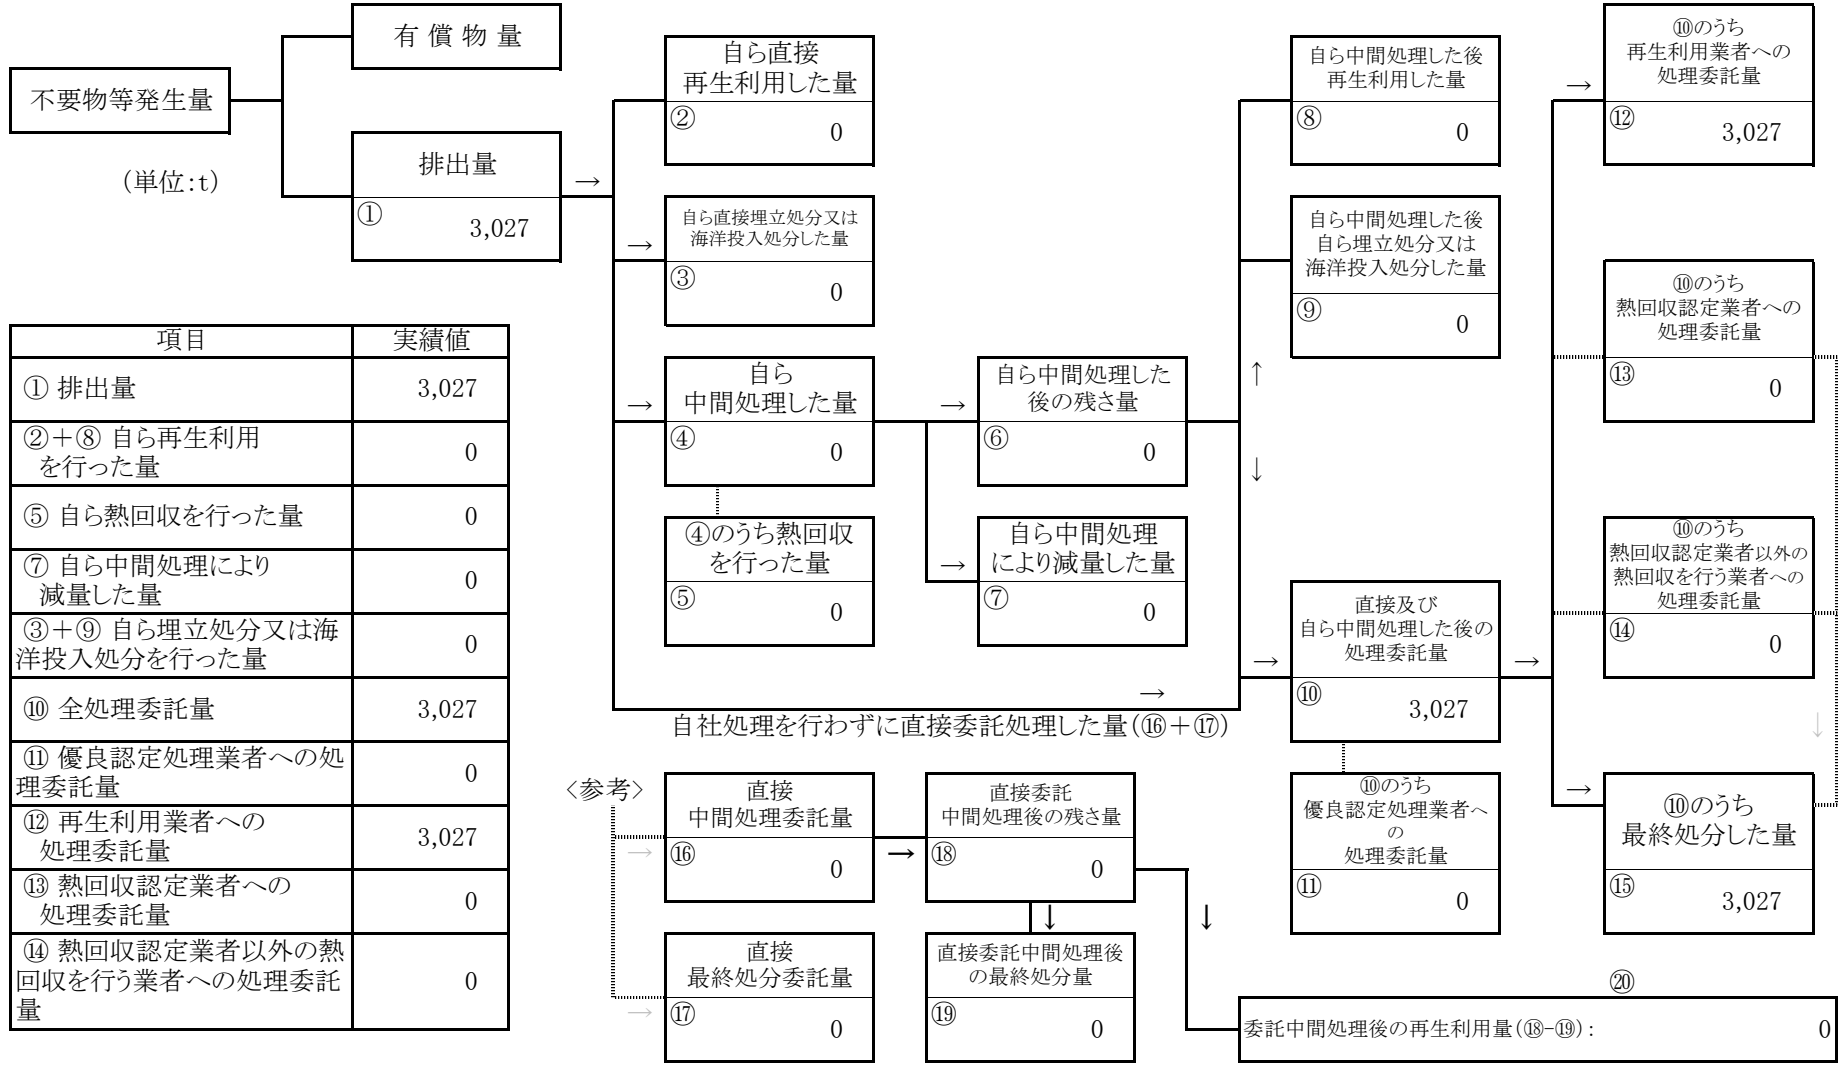 有 償 物 量
不要物等発生量
(単位:t)
排出量
①
3,027
→
自ら直接
再生利用した量
②
0
→
自ら直接埋立処分又は
海洋投入処分した量
③
0
→
自ら
中間処理した量
④
0
④のうち熱回収
を行った量
⑤
0
→
自ら中間処理した
後の残さ量
⑥
0
→
自ら中間処理
により減量した量
⑦
0
↑
↓
自ら中間処理した後
再生利用した量
⑧
0
自ら中間処理した後
自ら埋立処分又は
海洋投入処分した量
⑨
0
→
自社処理を行わずに直接委託処理した量(⑯+⑰)
→
直接及び
自ら中間処理した後の
処理委託量
⑩
3,027
⑩のうち
優良認定処理業者へ
の
処理委託量
⑪
0
→
→
⑩のうち
再生利用業者への
処理委託量
⑫
3,027
⑩のうち
熱回収認定業者への
処理委託量
⑬
0
⑩のうち
熱回収認定業者以外の
熱回収を行う業者への
処理委託量
⑭
0
↓
→
⑩のうち
最終処分した量
⑮
3,027
項目 実績値
① 排出量 3,027
②+⑧ 自ら再生利用
を行った量 0
⑤ 自ら熱回収を行った量 0
⑦ 自ら中間処理により
減量した量 0
③+⑨ 自ら埋立処分又は海
洋投入処分を行った量 0
⑩ 全処理委託量 3,027
⑪ 優良認定処理業者への処
理委託量 0
⑫ 再生利用業者への
処理委託量 3,027
⑬ 熱回収認定業者への
処理委託量 0
⑭ 熱回収認定業者以外の熱
回収を行う業者への処理委託
量 0
<参考>
→
直接
中間処理委託量
⑯
0
→
直接委託
中間処理後の残さ量
⑱
0
→
直接
最終処分委託量
⑰
0
↓
直接委託中間処理後
の最終処分量
⑲
0
↓
⑳
委託中間処理後の再生利用量(⑱-⑲): 0